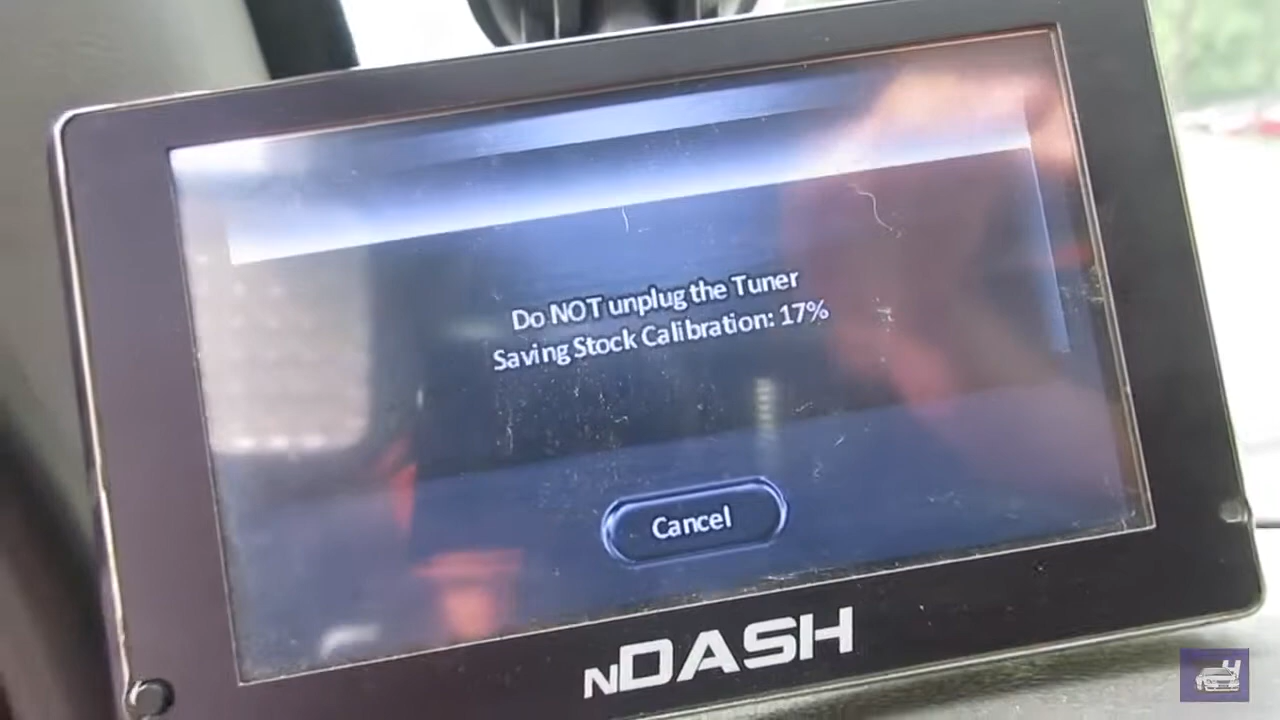 Do NOT unplug the Tuner
Saving Stock Calibration: 17%
Cancel
NDASH